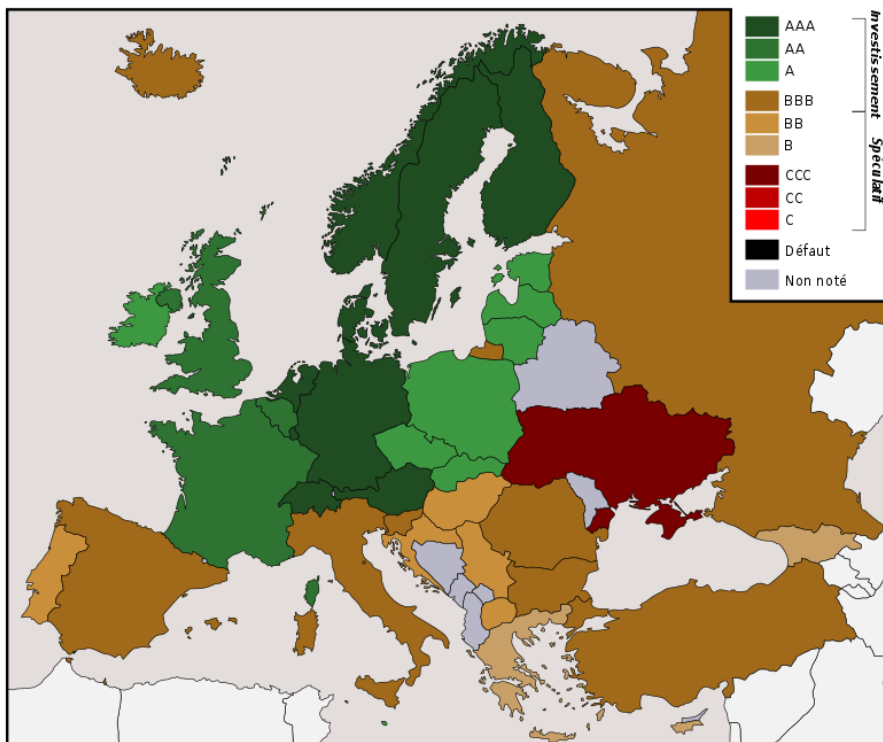 AAA
AA
A
BBB
BB
B
CCC
CC
C
Défaut
Non noté
Investissement
Spéculatif